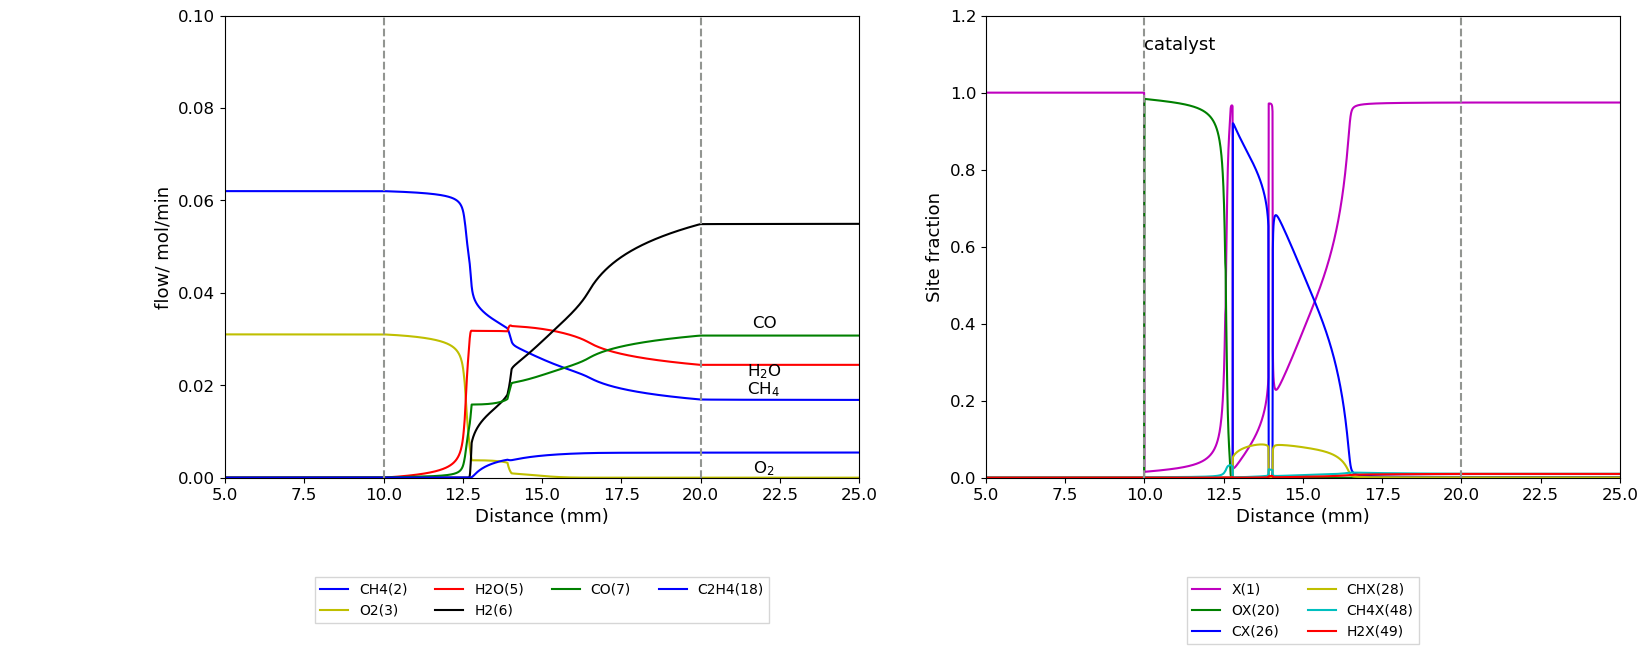 0.10
0.08
0.06
0.04
0.02
0.00
flow/ mol/min
CO
H₂O
CH₄
O₂
5.0 7.5 10.0 12.5 15.0 17.5 20.0 22.5 25.0
Distance (mm)
CH4(2) H2O(5) CO(7) C2H4(18)
O2(3) H2(6)
1.2
1.0
0.8
0.6
0.4
0.2
0.0
Site fraction
catalyst
5.0 7.5 10.0 12.5 15.0 17.5 20.0 22.5 25.0
Distance (mm)
X(1) CHX(28)
OX(20) CH4X(48)
CX(26) H2X(49)